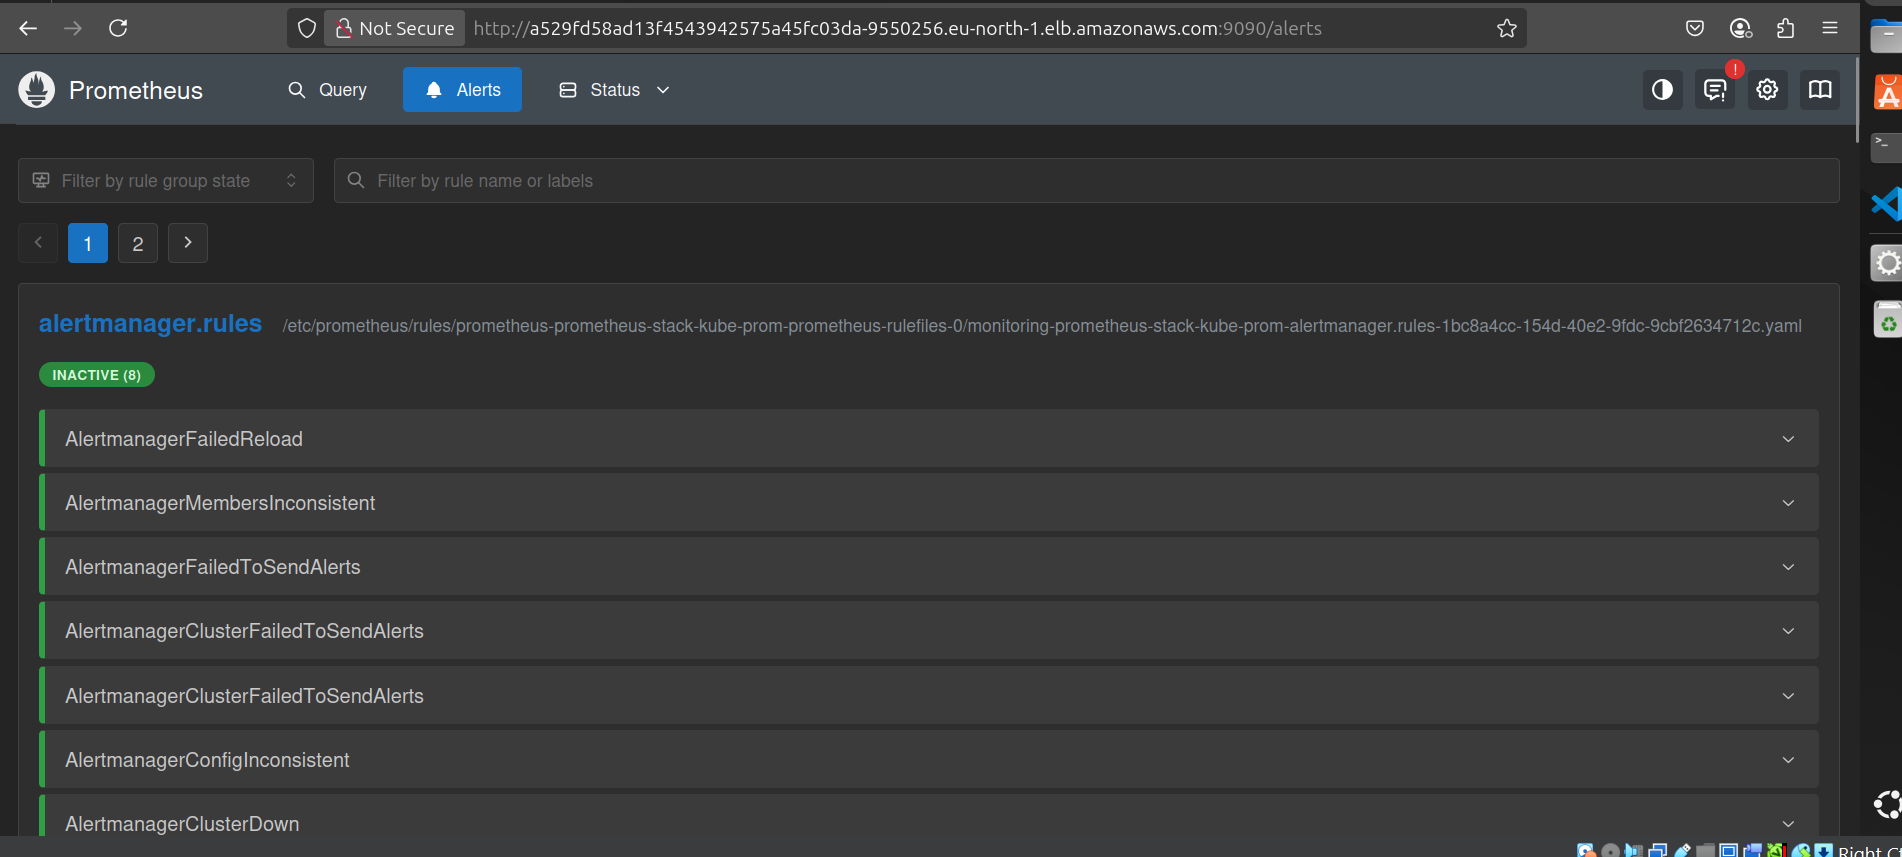 Not Secure http://a529fd58ad13f4543942575a45fc03da-9550256.eu-north-1.elb.amazonaws.com:9090/alerts
Prometheus Query Alerts Status
Filter by rule group state Filter by rule name or labels
1 2
alertmanager.rules /etc/prometheus/rules/prometheus-prometheus-stack-kube-prom-prometheus-rulefiles-0/monitoring-prometheus-stack-kube-prom-alertmanager.rules-1bc8a4cc-154d-40e2-9fdc-9cbf2634712c.yaml
INACTIVE (8)
AlertmanagerFailedReload
AlertmanagerMembersInconsistent
AlertmanagerFailedToSendAlerts
AlertmanagerClusterFailedToSendAlerts
AlertmanagerClusterFailedToSendAlerts
AlertmanagerConfigInconsistent
AlertmanagerClusterDown
Right C